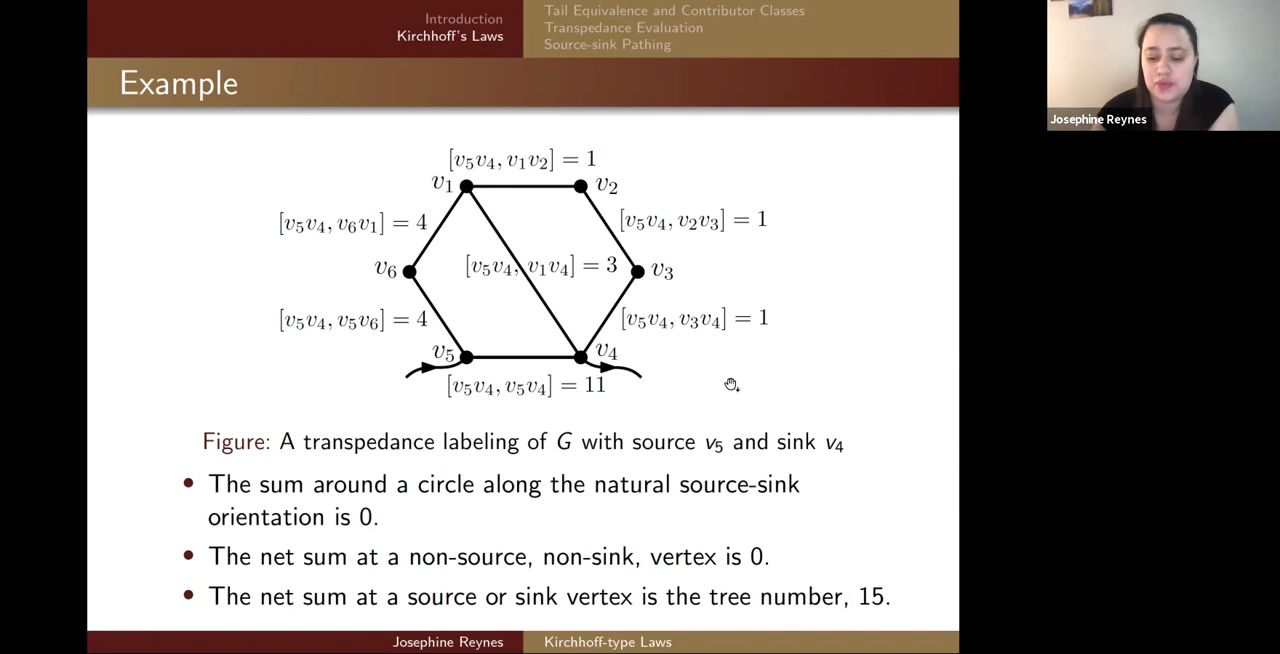 Introduction
Kirchhoff's Laws
Tail Equivalence and Contributor Classes
Transpedance Evaluation
Source-sink Pathing
Example
Josephine Reynes
[v₅v₄, v₁v₂] = 1
v₁
v₂
[v₅v₄, v₆v₁] = 4
[v₅v₄, v₂v₃] = 1
v₆
[v₅v₄, v₁v₄] = 3
v₃
[v₅v₄, v₅v₆] = 4
[v₅v₄, v₃v₄] = 1
v₅
v₄
[v₅v₄, v₅v₄] = 11
Figure: A transpedance labeling of G with source v₅ and sink v₄
• The sum around a circle along the natural source-sink
orientation is 0.
• The net sum at a non-source, non-sink, vertex is 0.
• The net sum at a source or sink vertex is the tree number, 15.
Josephine Reynes
Kirchhoff-type Laws